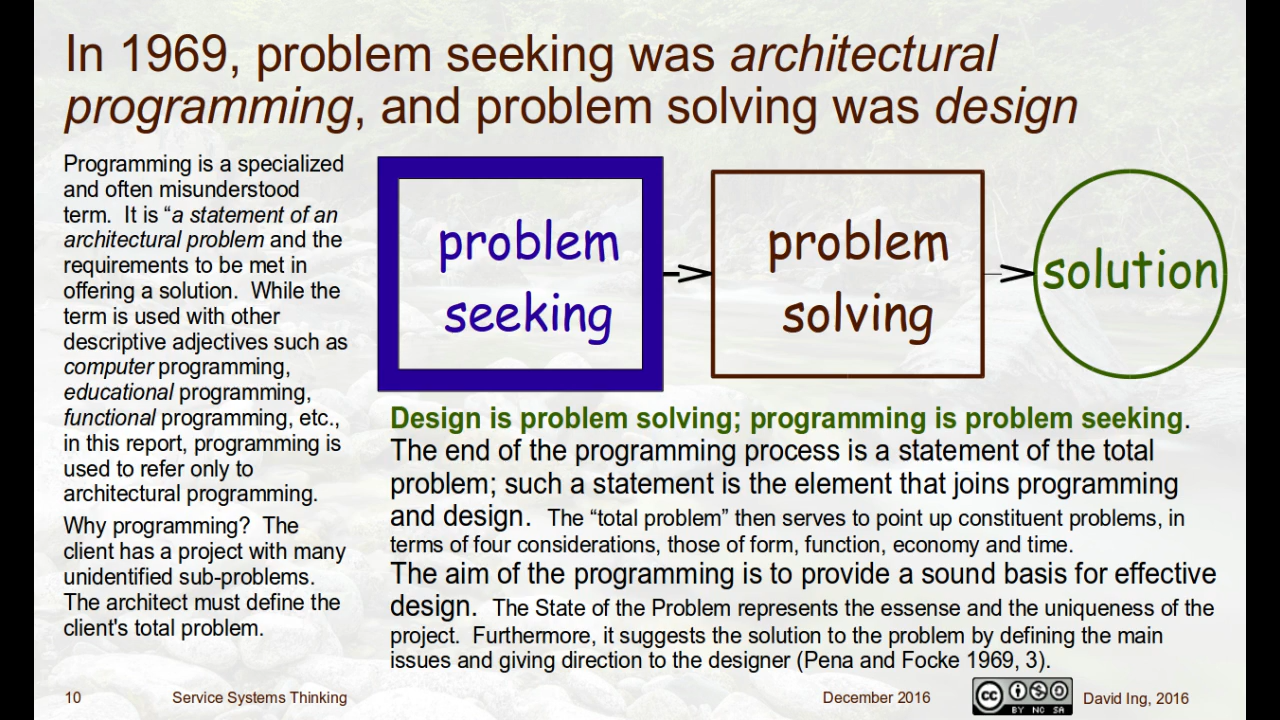 In 1969, problem seeking was architectural
programming, and problem solving was design
Programming is a specialized
and often misunderstood
term. It is “a statement of an
architectural problem and the
requirements to be met in
offering a solution. While the
term is used with other
descriptive adjectives such as
computer programming,
educational programming,
functional programming, etc.,
in this report, programming is
used to refer only to
architectural programming.
Why programming? The
client has a project with many
unidentified sub-problems.
The architect must define the
client's total problem.
problem
seeking
problem
solving
solution
Design is problem solving; programming is problem seeking.
The end of the programming process is a statement of the total
problem; such a statement is the element that joins programming
and design. The “total problem” then serves to point up constituent problems, in
terms of four considerations, those of form, function, economy and time.
The aim of the programming is to provide a sound basis for effective
design. The State of the Problem represents the essense and the uniqueness of the
project. Furthermore, it suggests the solution to the problem by defining the main
issues and giving direction to the designer (Pena and Focke 1969, 3).
10 Service Systems Thinking December 2016 cc BY NC SA David Ing, 2016